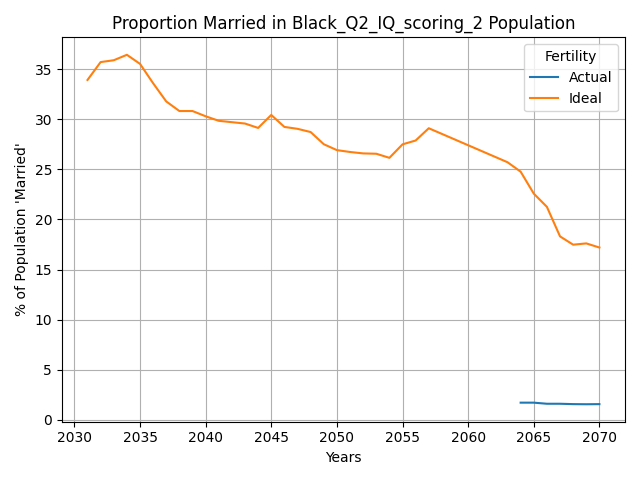 Proportion Married in Black_Q2_IQ_scoring_2 Population
% of Population 'Married'
35
30
25
20
15
10
5
0
Fertility
Actual
Ideal
2030 2035 2040 2045 2050 2055 2060 2065 2070
Years